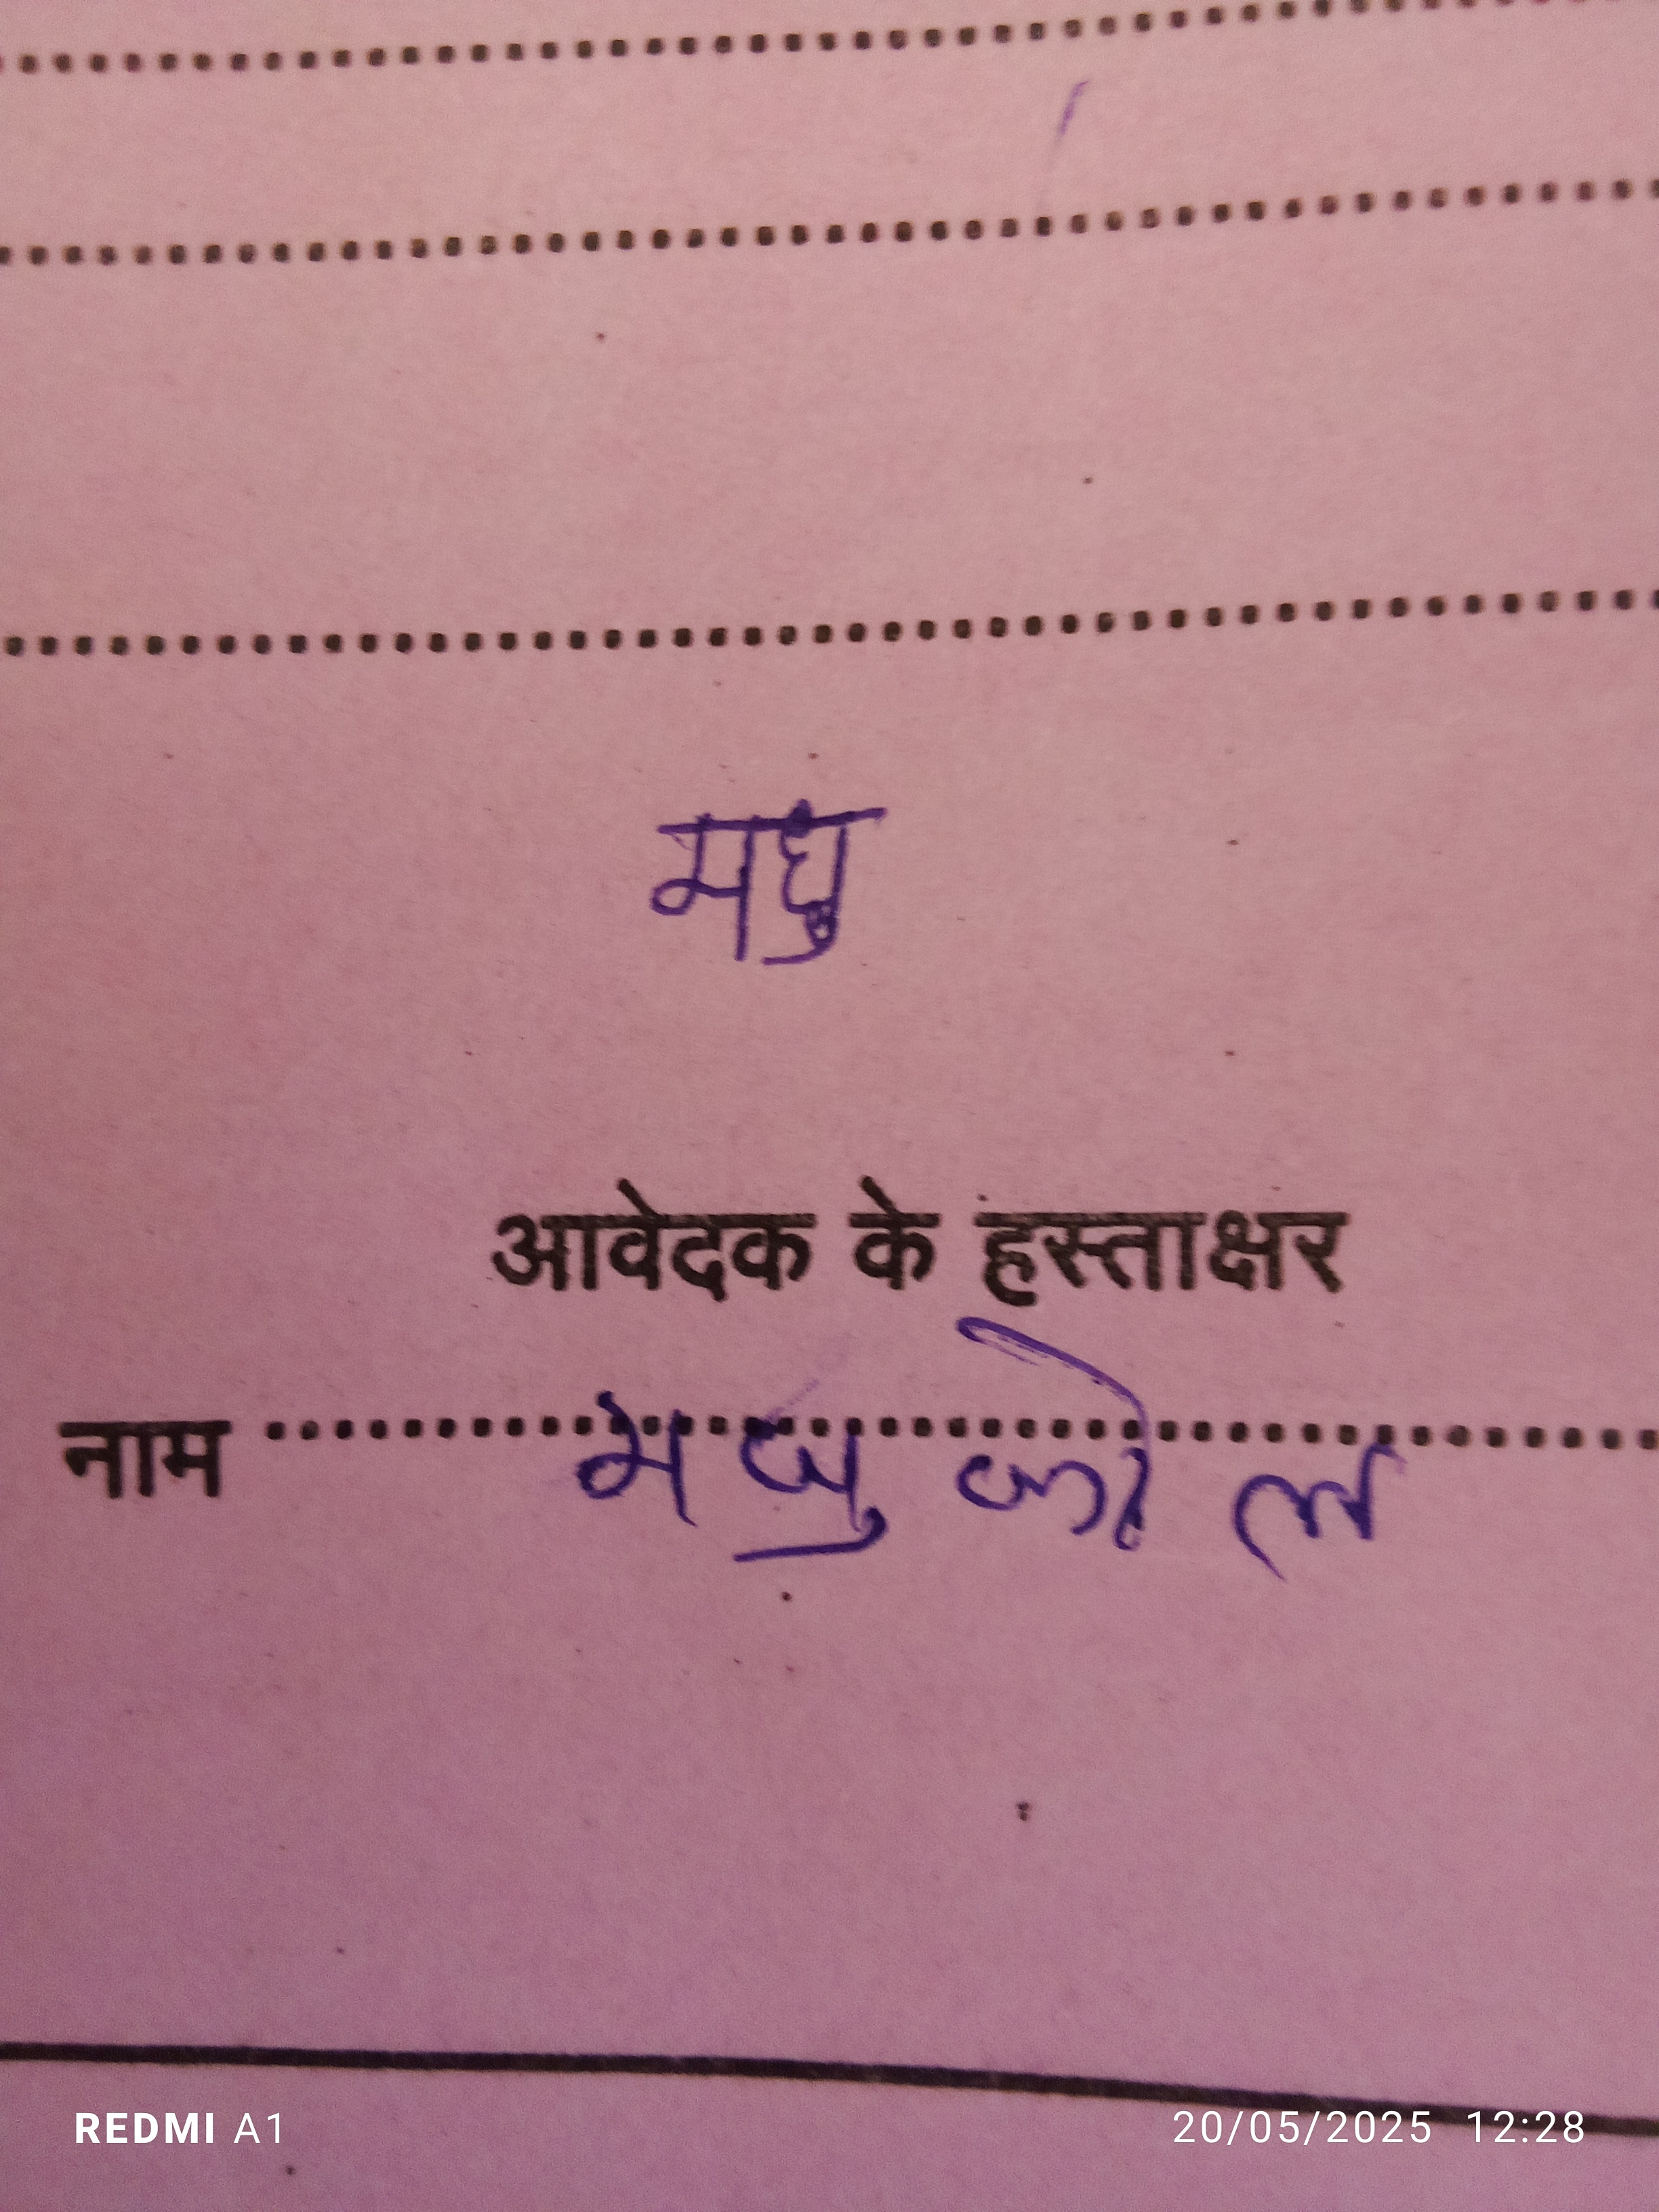 मधु
आवेदक के हस्ताक्षर
नाम .......... मधु कोल
REDMI A1 20/05/2025 12:28